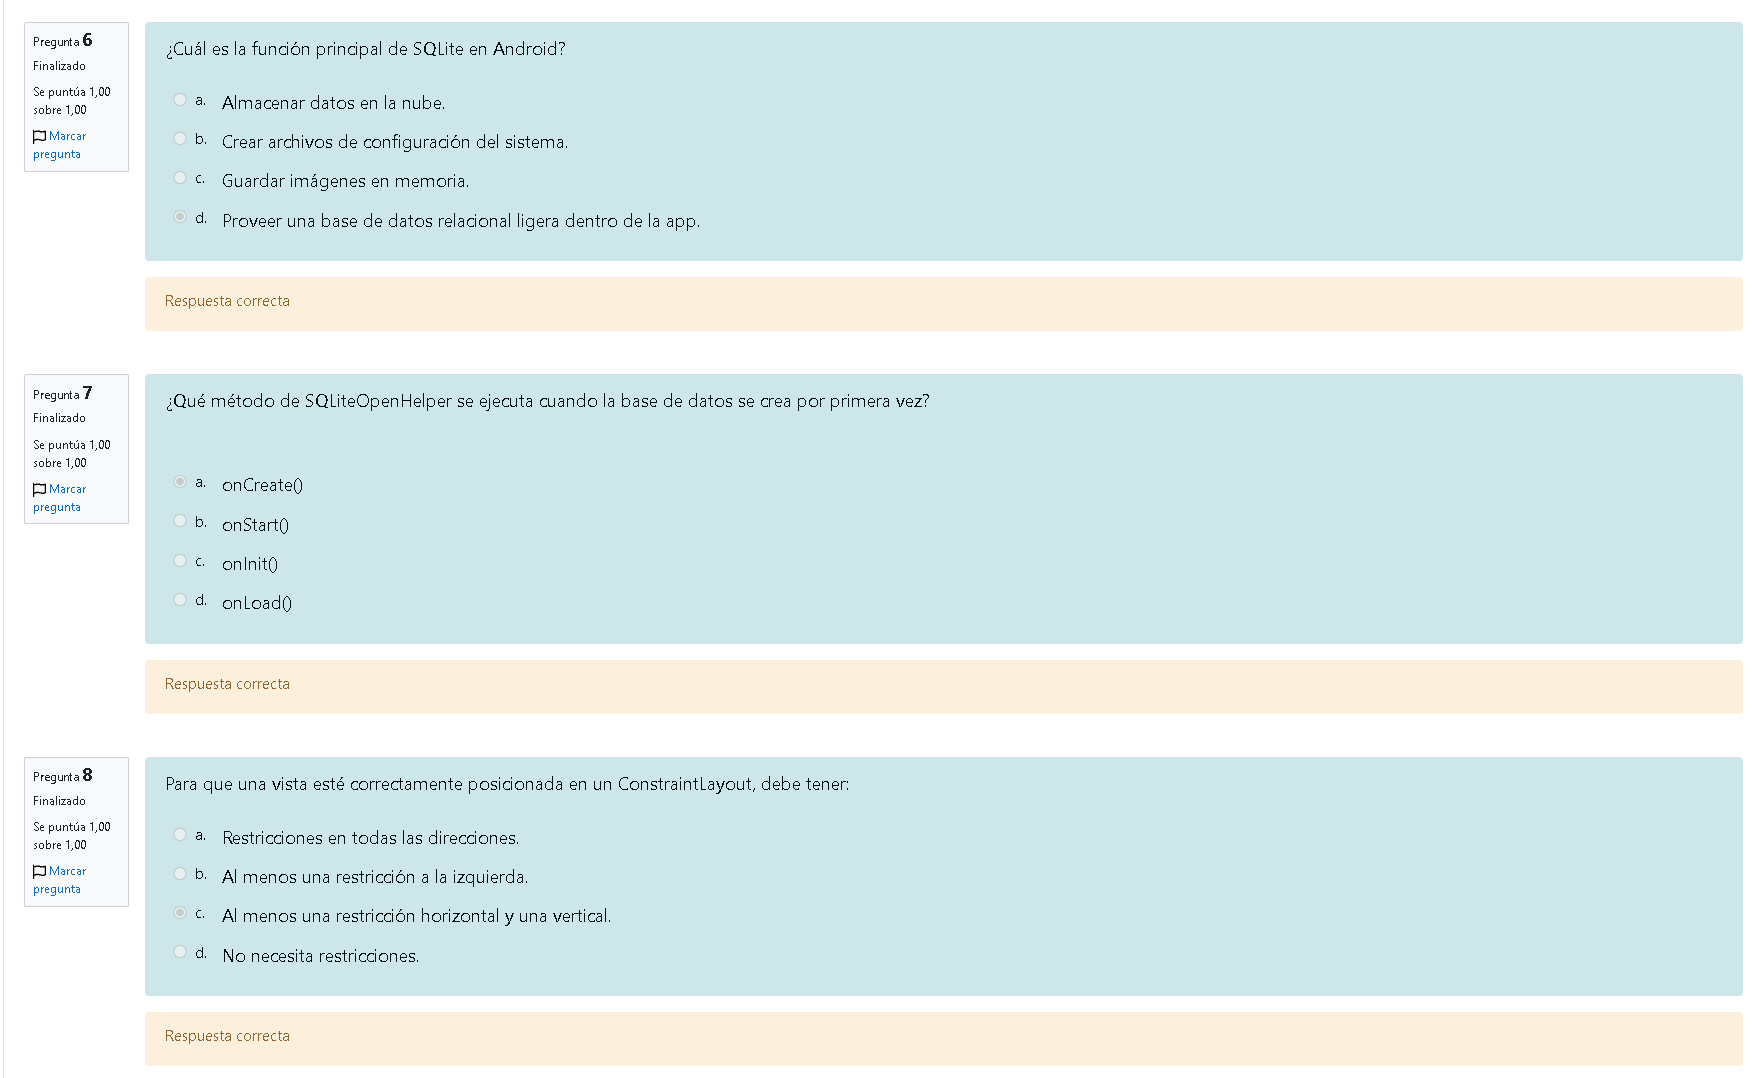 Pregunta 6
Finalizado
Se puntúa 1,00
sobre 1,00
Marcar
pregunta
¿Cuál es la función principal de SQLite en Android?
a. Almacenar datos en la nube.
b. Crear archivos de configuración del sistema.
c. Guardar imágenes en memoria.
d. Proveer una base de datos relacional ligera dentro de la app.
Respuesta correcta
Pregunta 7
Finalizado
Se puntúa 1,00
sobre 1,00
Marcar
pregunta
¿Qué método de SQLiteOpenHelper se ejecuta cuando la base de datos se crea por primera vez?
a. onCreate()
b. onStart()
c. onInit()
d. onLoad()
Respuesta correcta
Pregunta 8
Finalizado
Se puntúa 1,00
sobre 1,00
Marcar
pregunta
Para que una vista esté correctamente posicionada en un ConstraintLayout, debe tener:
a. Restricciones en todas las direcciones.
b. Al menos una restricción a la izquierda.
c. Al menos una restricción horizontal y una vertical.
d. No necesita restricciones.
Respuesta correcta